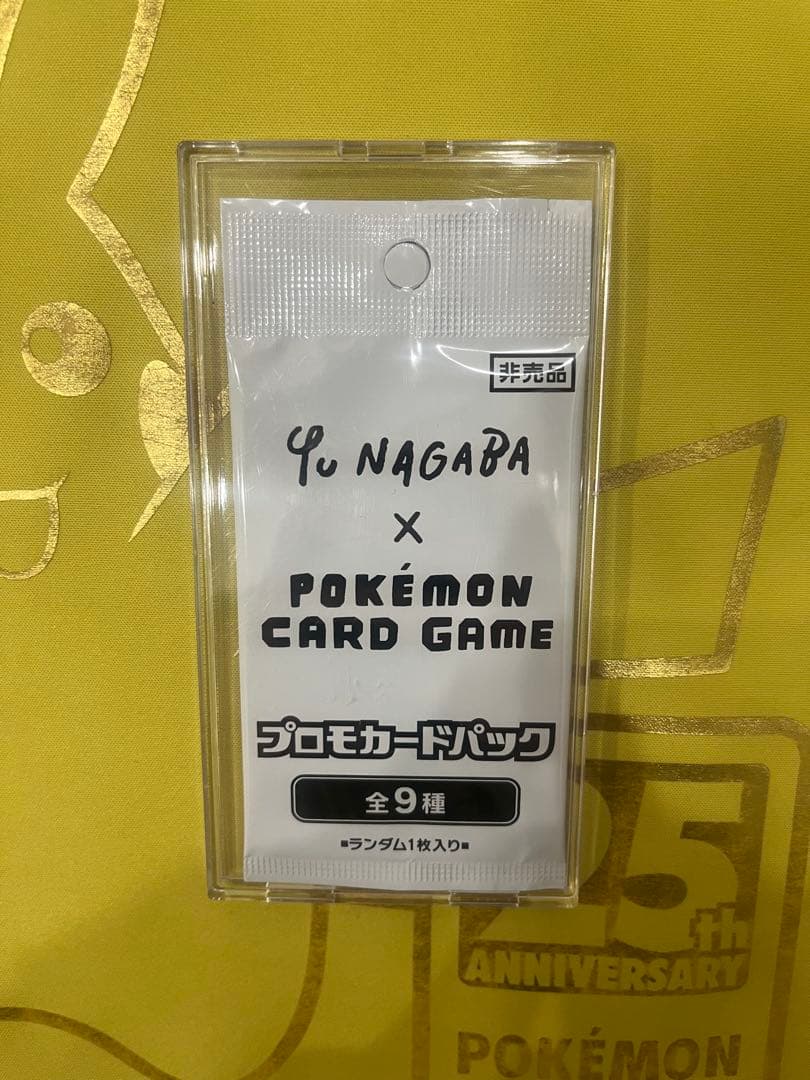 非売品
Yu NAGABA
×
POKÉMON
CARD GAME
プロモカードパック
全9種
■ランダム1枚入り■
25th
ANNIVERSARY
POKÉMON